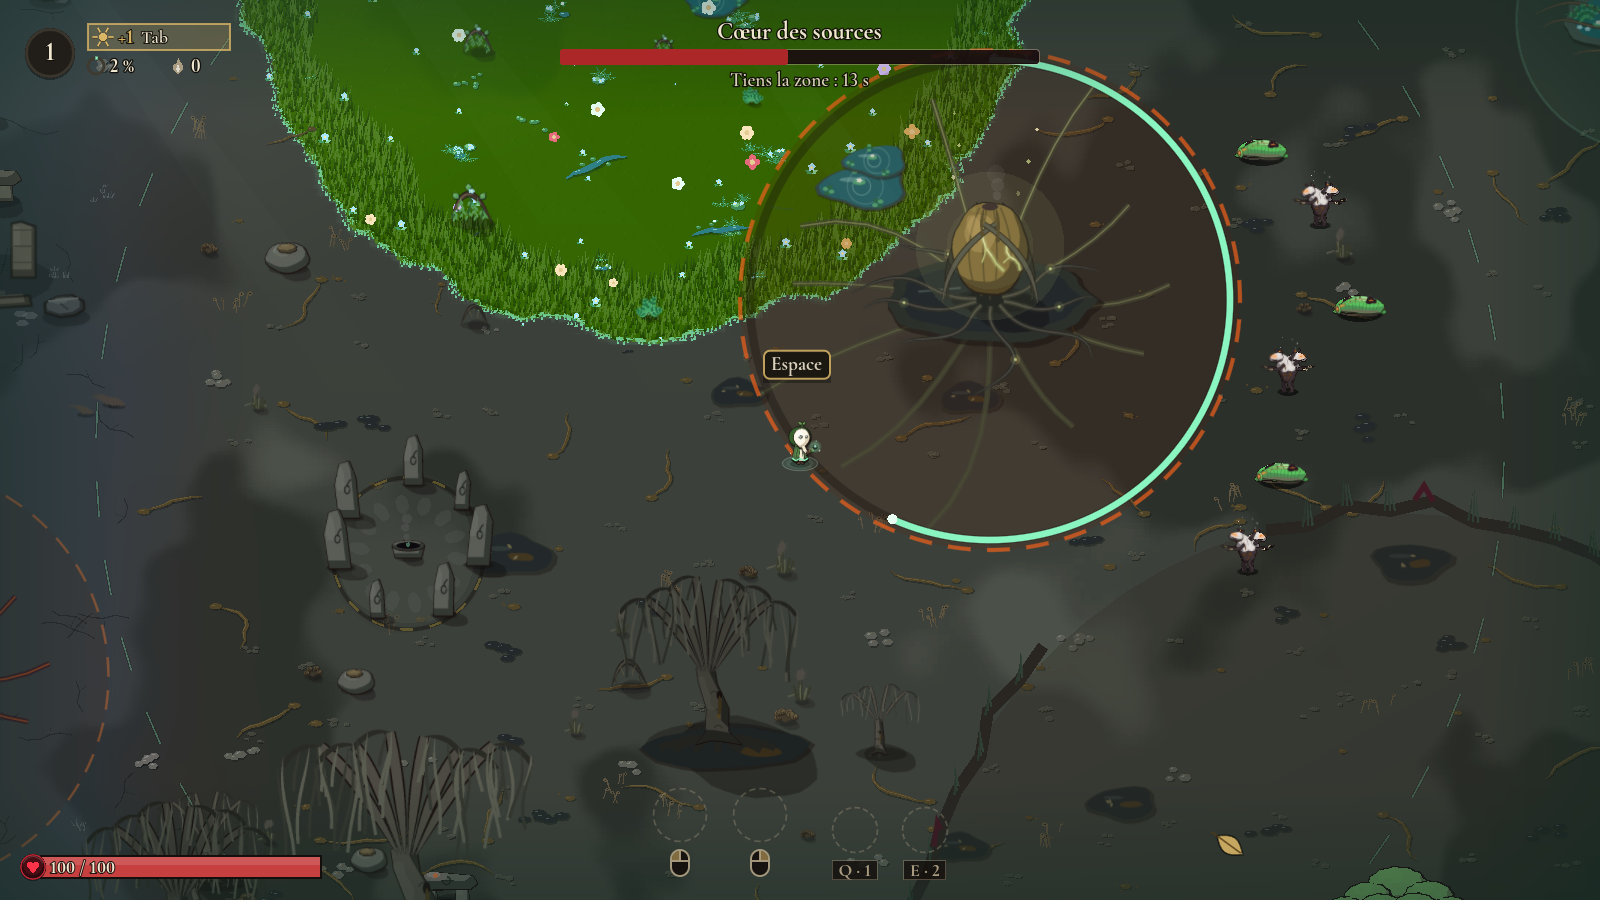 Cœur des sources
1
+1 Tab
2 %
0
Tiens la zone : 13 s
Espace
100 / 100
Q · 1
E · 2